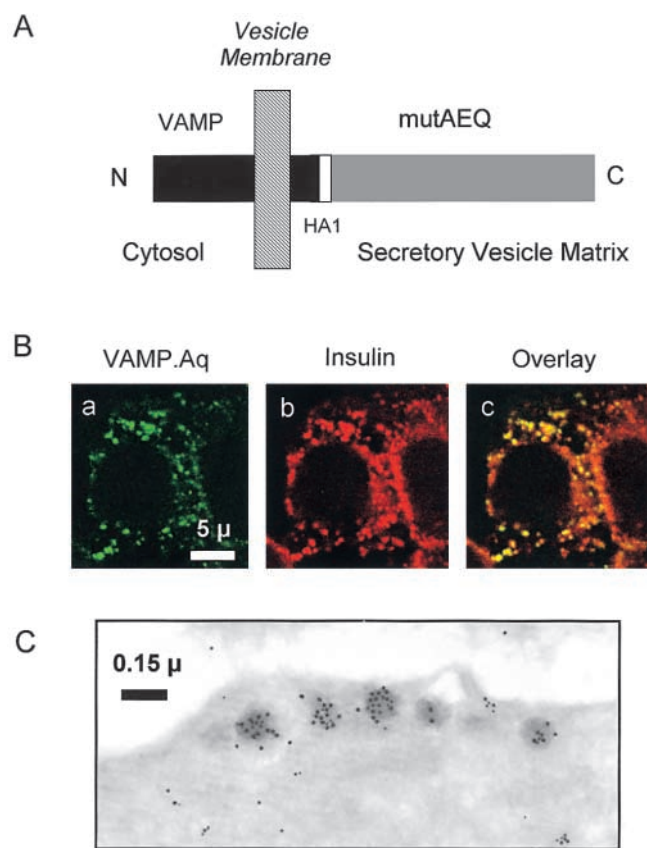 A
Vesicle
Membrane
VAMP
mutAEQ
N
C
HA1
Cytosol
Secretory Vesicle Matrix
B
VAMP.Aq
Insulin
Overlay
a
b
c
5 μ
C
0.15 μ